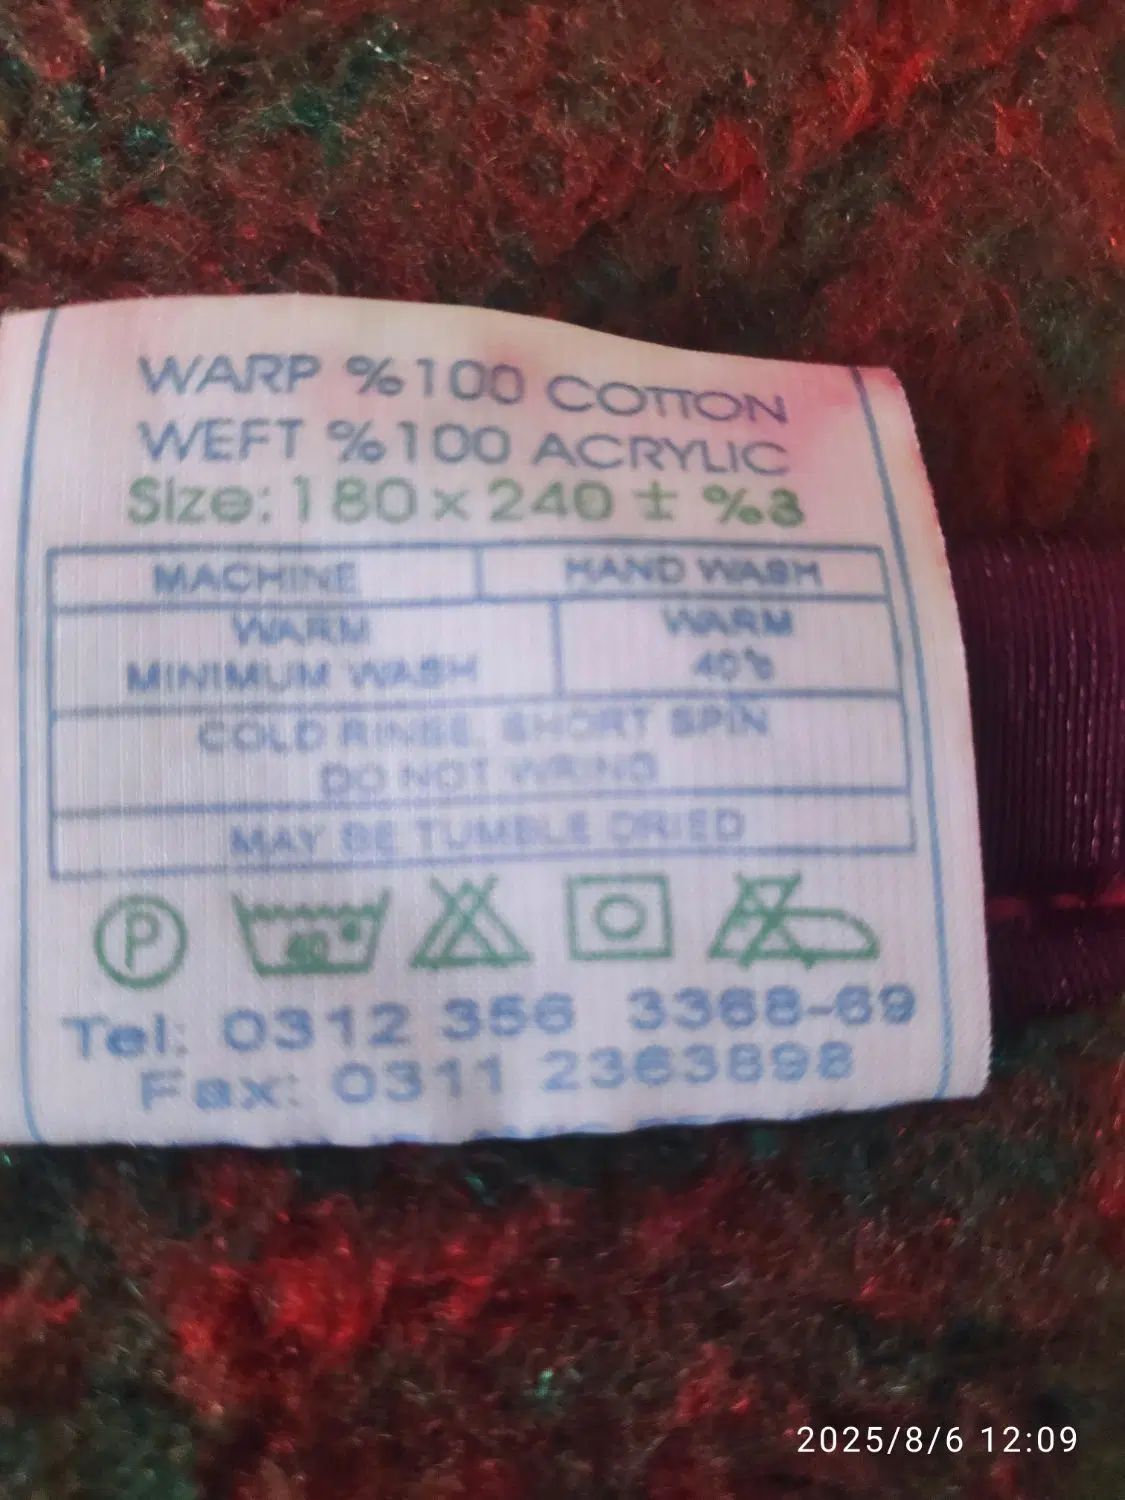 WARP %100 COTTON
WEFT %100 ACRYLIC
Size: 180 x 240 ± %3
MACHINE HAND WASH
WARM WARM
MINIMUM WASH 40°c
COLD RINSE, SHORT SPIN
DO NOT WRING
MAY BE TUMBLE DRIED
P 40°
Tel: 0312 356 3368-69
Fax: 0311 2363898
2025/8/6 12:09